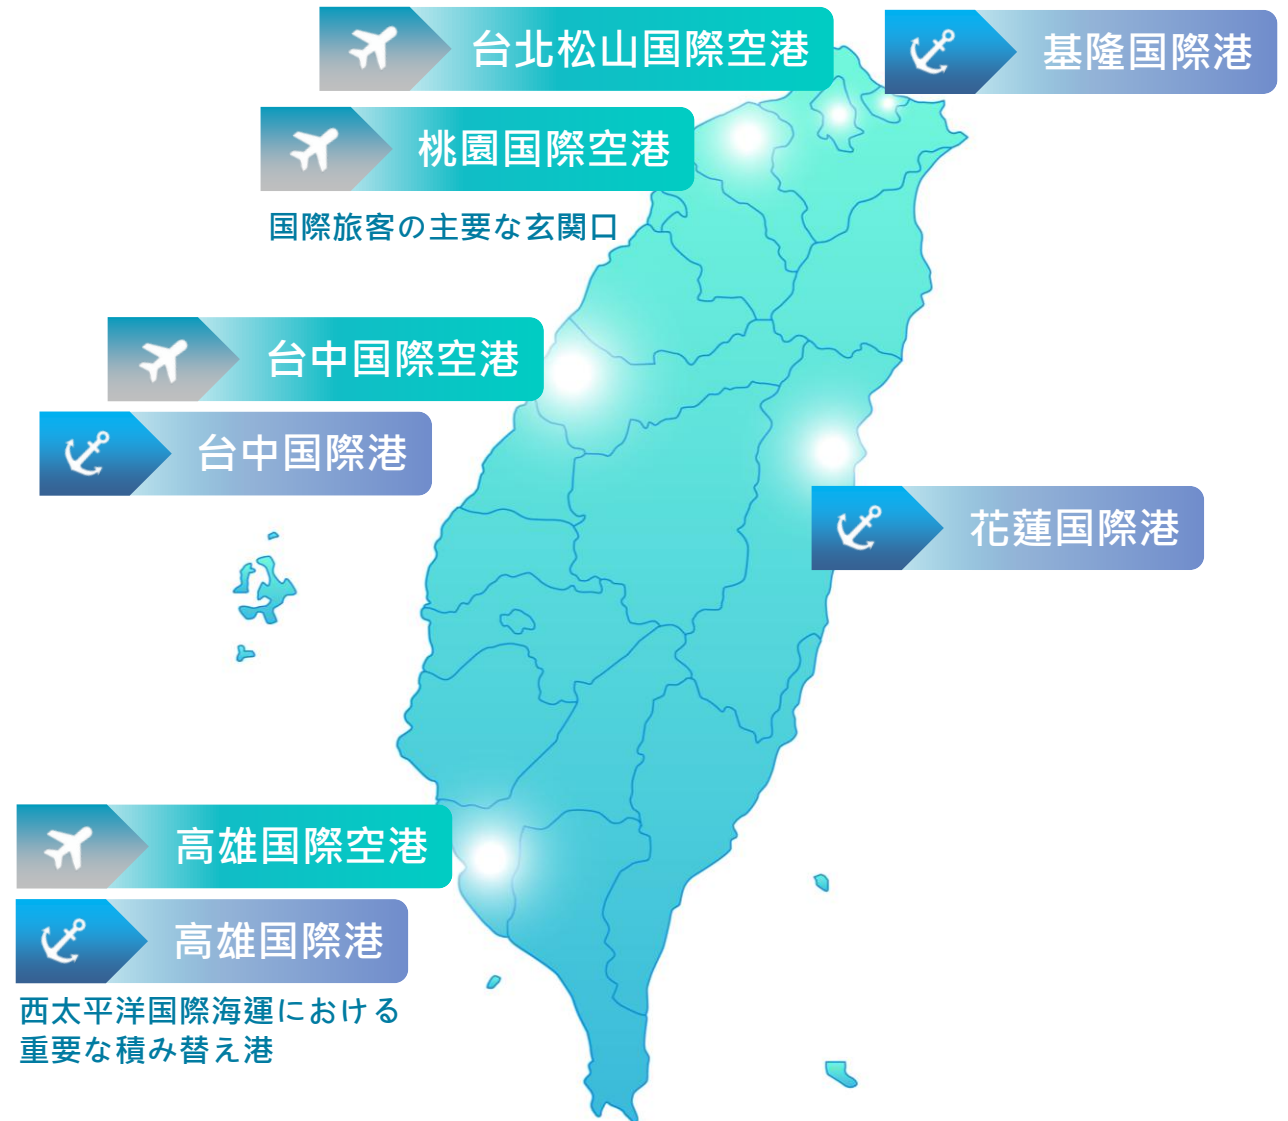 台北松山国際空港
基隆国際港
桃園国際空港
国際旅客の主要な玄関口
台中国際空港
台中国際港
花蓮国際港
高雄国際空港
高雄国際港
西太平洋国際海運における
重要な積み替え港